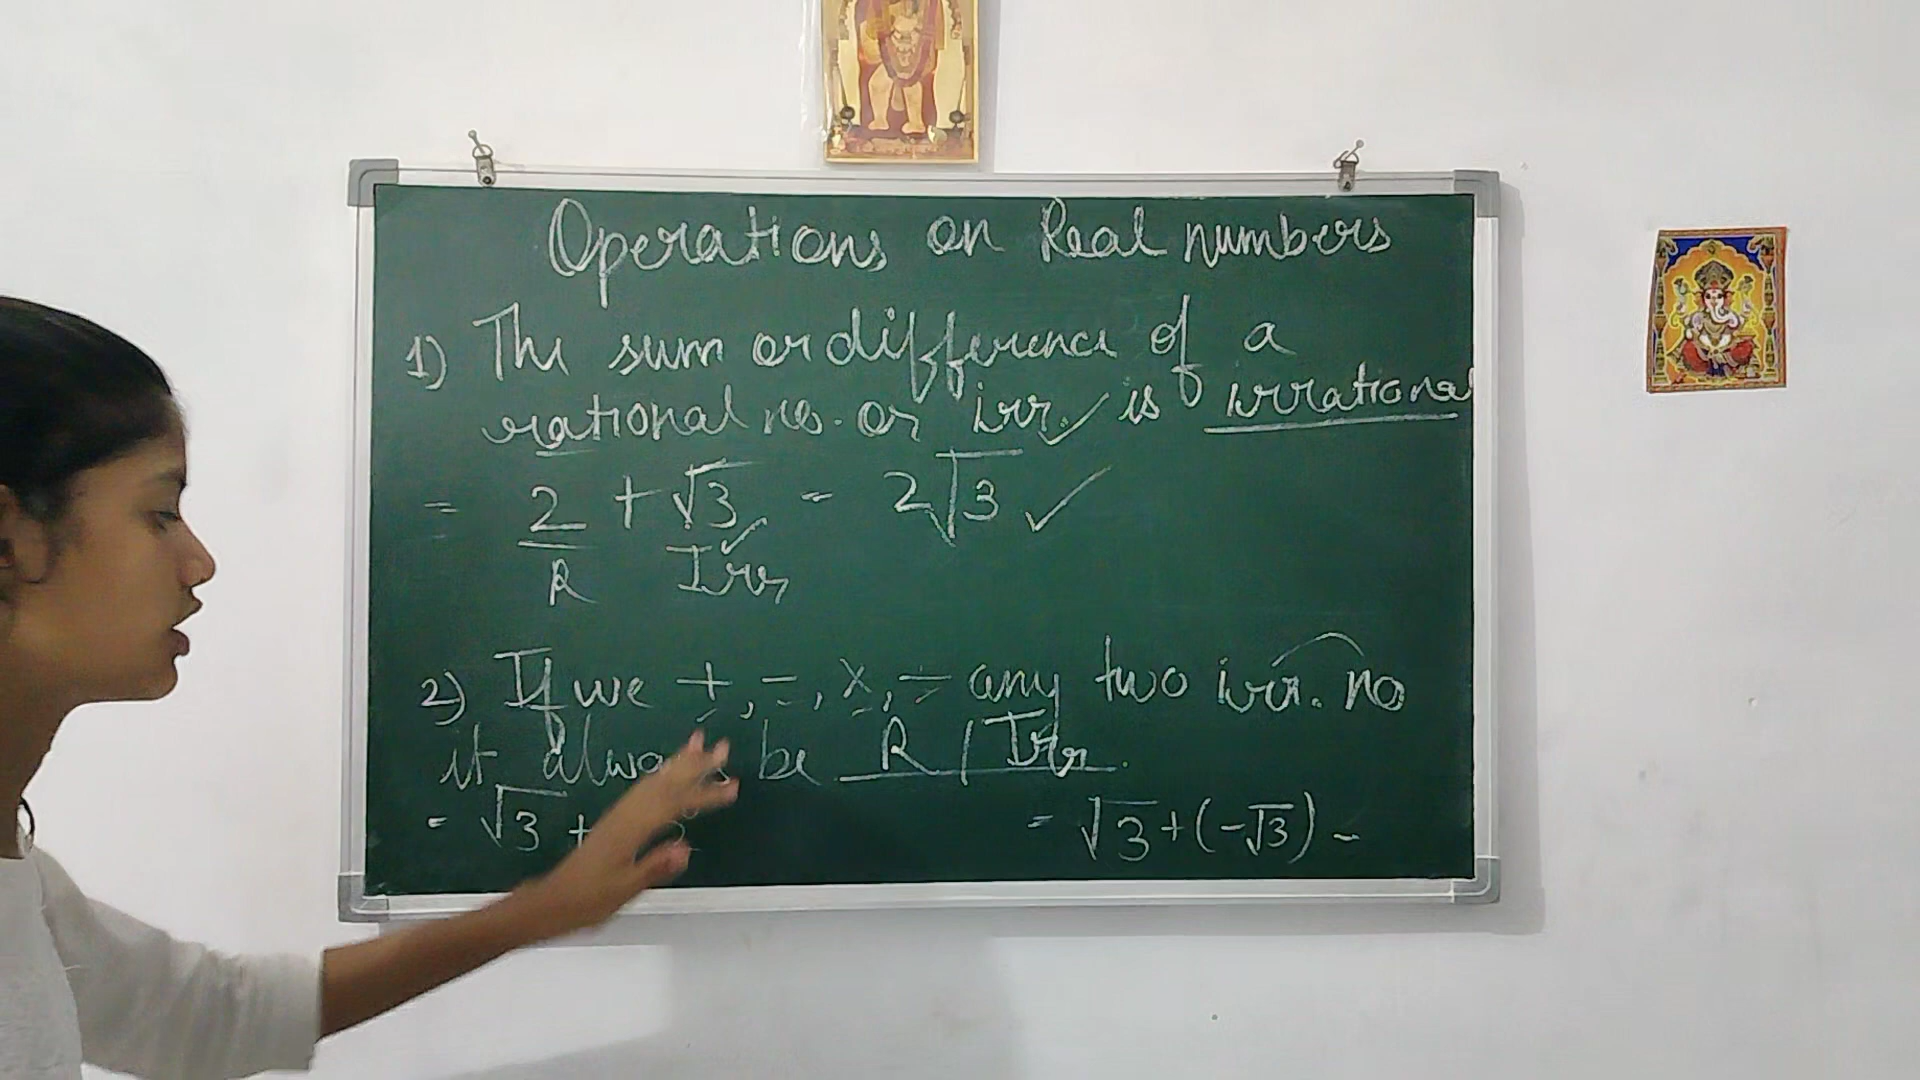 Operations on Real numbers
1) The sum or difference of a
rational no. or irr. is irrational
= 2 + √3 = 2√3 ✓
R Irr
2) If we +, -, ×, ÷ any two irr. no
it be R / Irr.
= √3 + = √3 + (-√3) =